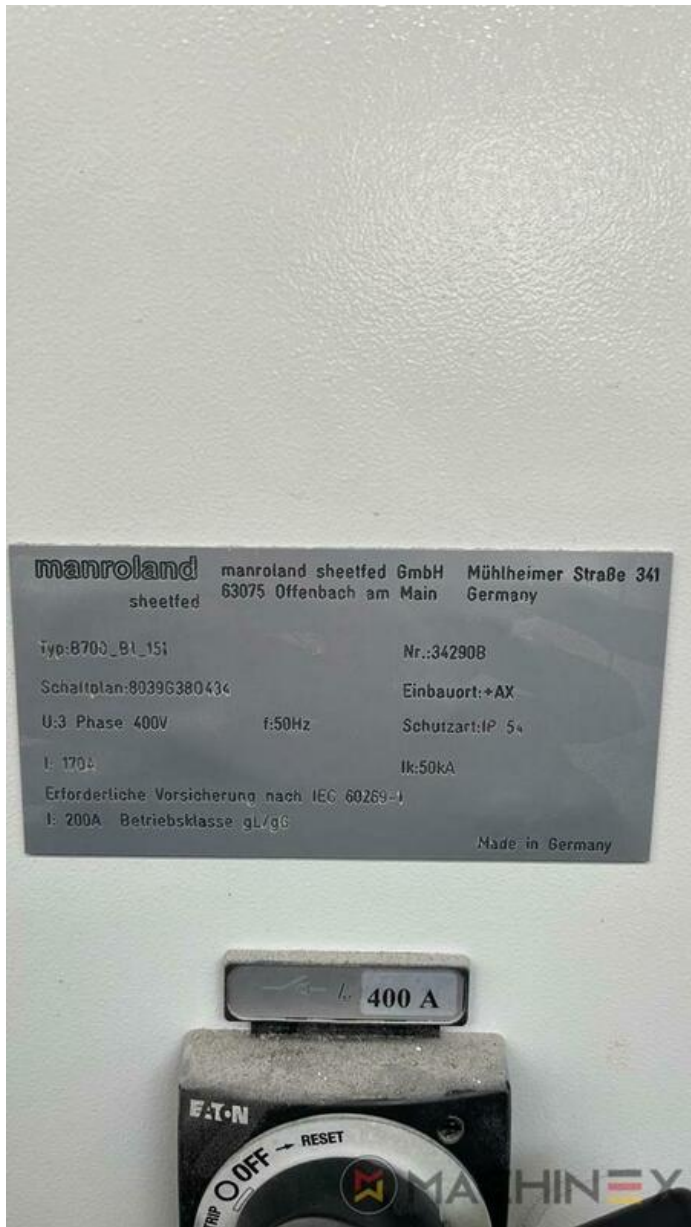 manroland
sheetfed
manroland sheetfed GmbH Mühlheimer Straße 341
63075 Offenbach am Main Germany
Typ:B700_B1_151 Nr.:34290B
Schaltplan:80396380434 Einbauort:+AX
U:3 Phase 400V f:50Hz Schutzart:IP 54
I: 170A Ik:50kA
Erforderliche Vorsicherung nach IEC 60269-1
I: 200A Betriebsklasse gL/gG
Made in Germany
400 A
EATON
TRIP OFF → RESET
MACHINEX